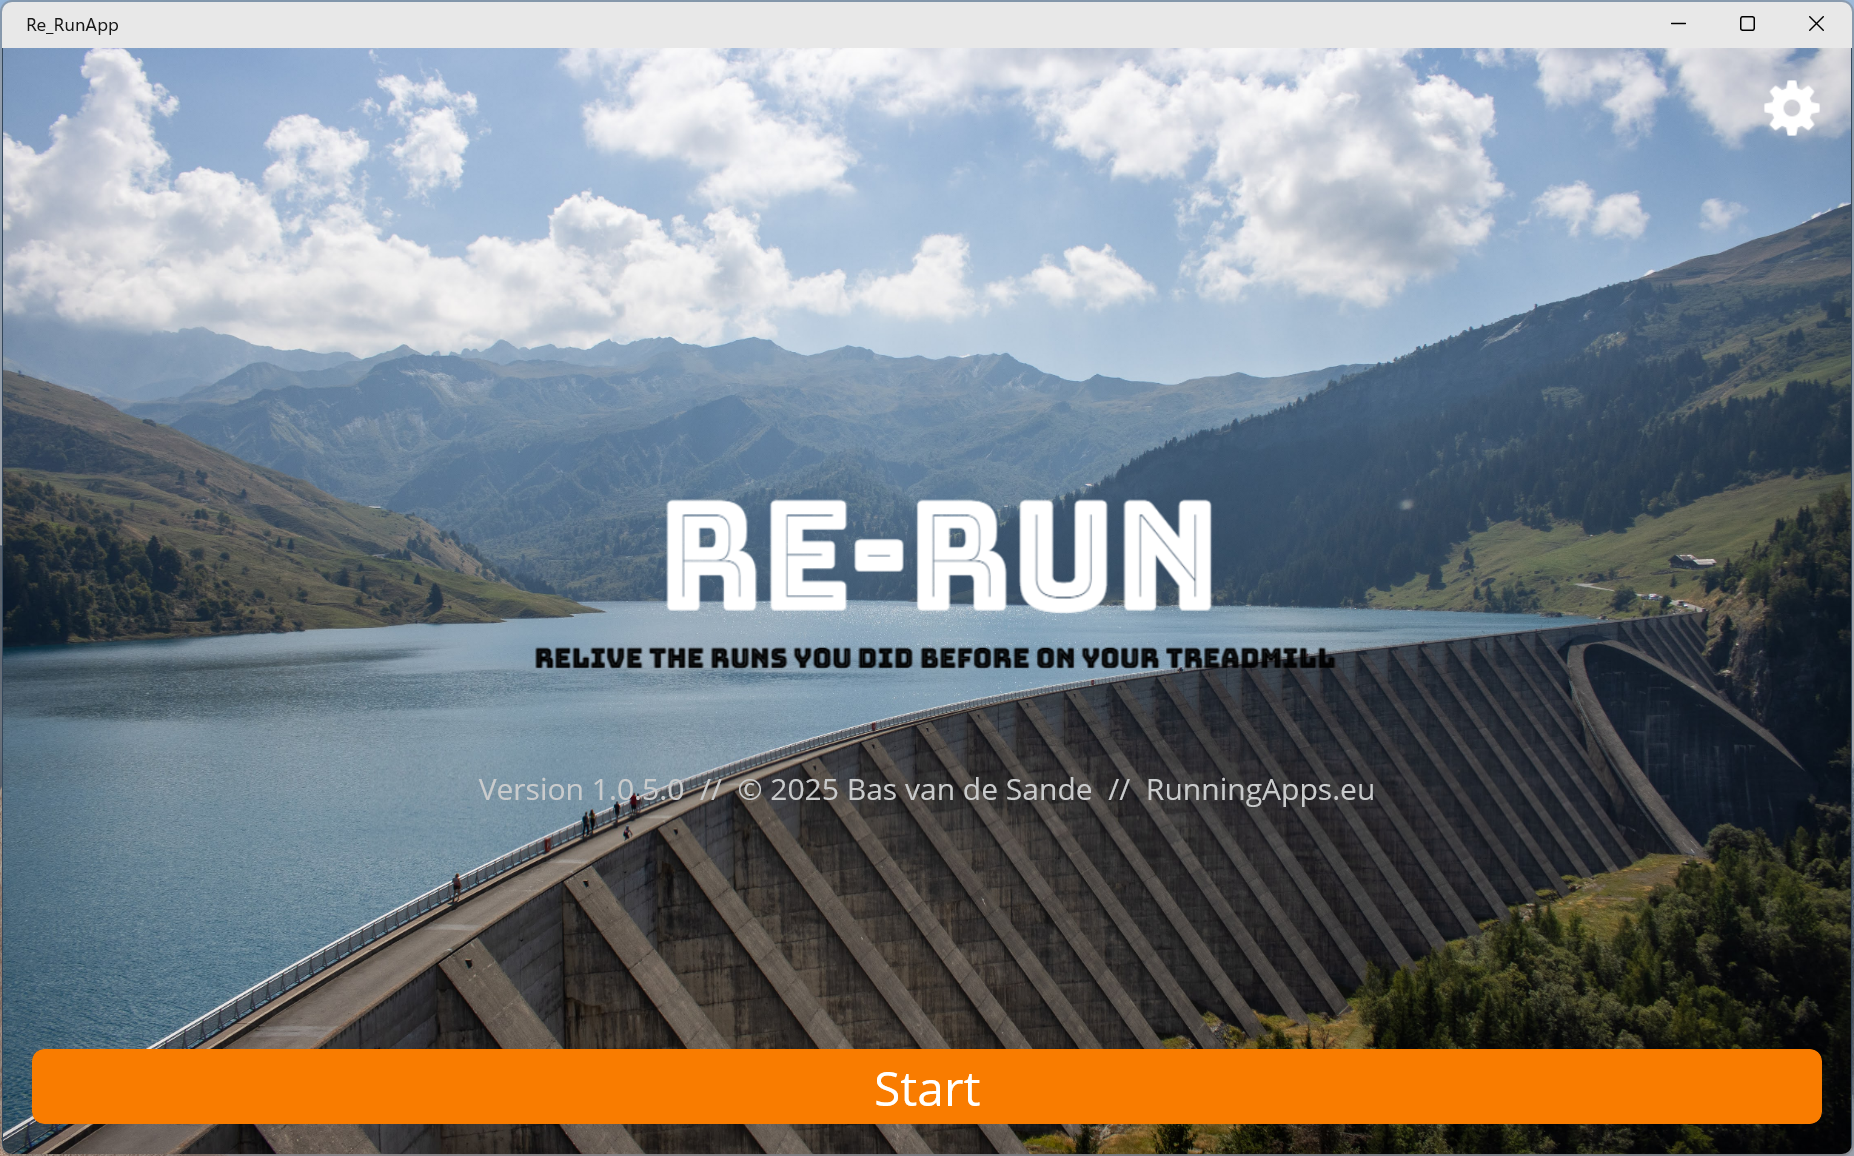 Re_RunApp
RE-RUN
RELIVE THE RUNS YOU DID BEFORE ON YOUR TREADMILL
Version 1.0.5.0 // © 2025 Bas van de Sande // RunningApps.eu
Start